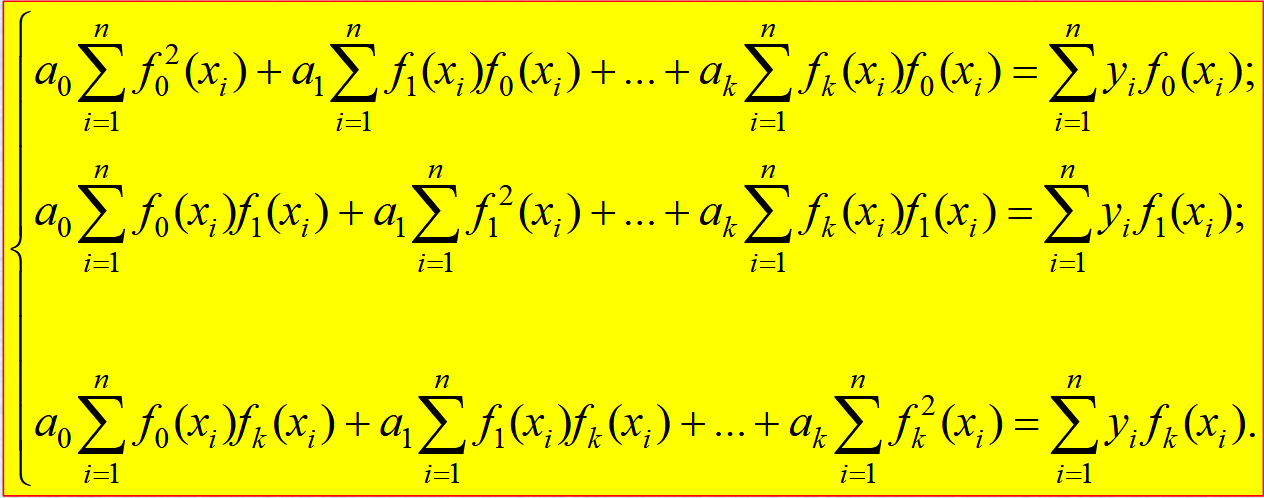 a_0 \sum_{i=1}^{n} f_0^2(x_i) + a_1 \sum_{i=1}^{n} f_1(x_i) f_0(x_i) + ... + a_k \sum_{i=1}^{n} f_k(x_i) f_0(x_i) = \sum_{i=1}^{n} y_i f_0(x_i);
a_0 \sum_{i=1}^{n} f_0(x_i) f_1(x_i) + a_1 \sum_{i=1}^{n} f_1^2(x_i) + ... + a_k \sum_{i=1}^{n} f_k(x_i) f_1(x_i) = \sum_{i=1}^{n} y_i f_1(x_i);
a_0 \sum_{i=1}^{n} f_0(x_i) f_k(x_i) + a_1 \sum_{i=1}^{n} f_1(x_i) f_k(x_i) + ... + a_k \sum_{i=1}^{n} f_k^2(x_i) = \sum_{i=1}^{n} y_i f_k(x_i).